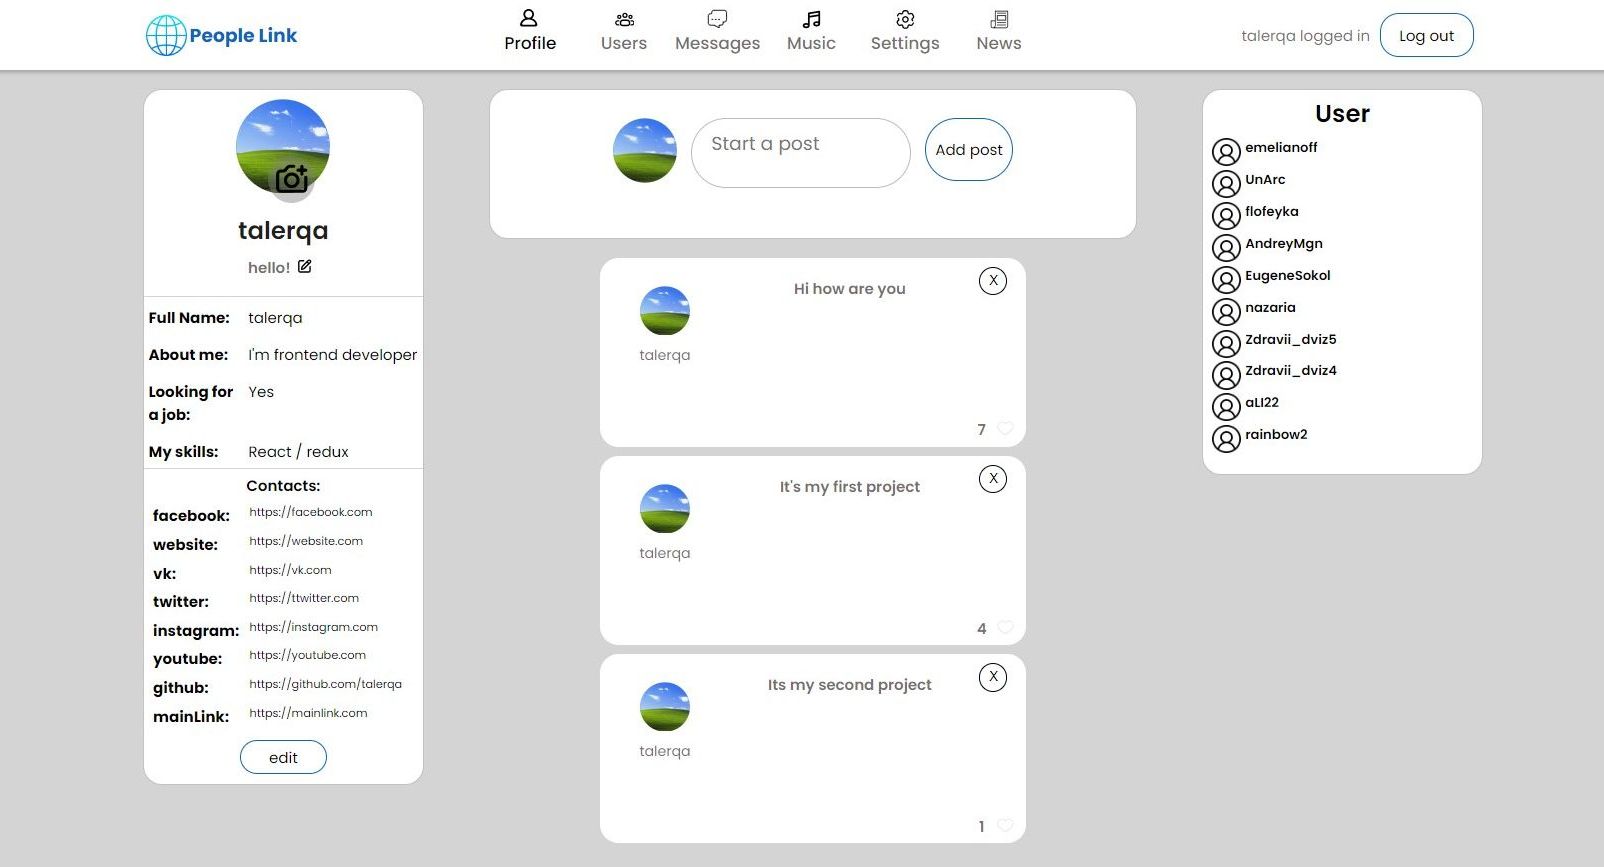 People Link
Profile
Users
Messages
Music
Settings
News
talerqa logged in
Log out
talerqa
hello!
Full Name: talerqa
About me: I'm frontend developer
Looking for a job: Yes
My skills: React / redux
Contacts:
facebook: https://facebook.com
website: https://website.com
vk: https://vk.com
twitter: https://ttwitter.com
instagram: https://instagram.com
youtube: https://youtube.com
github: https://github.com/talerqa
mainLink: https://mainlink.com
edit
Start a post
Add post
Hi how are you
X
talerqa
7
It's my first project
X
talerqa
4
Its my second project
X
talerqa
1
User
emelianoff
UnArc
flofeyka
AndreyMgn
EugeneSokol
nazaria
Zdravii_dviz5
Zdravii_dviz4
aLI22
rainbow2